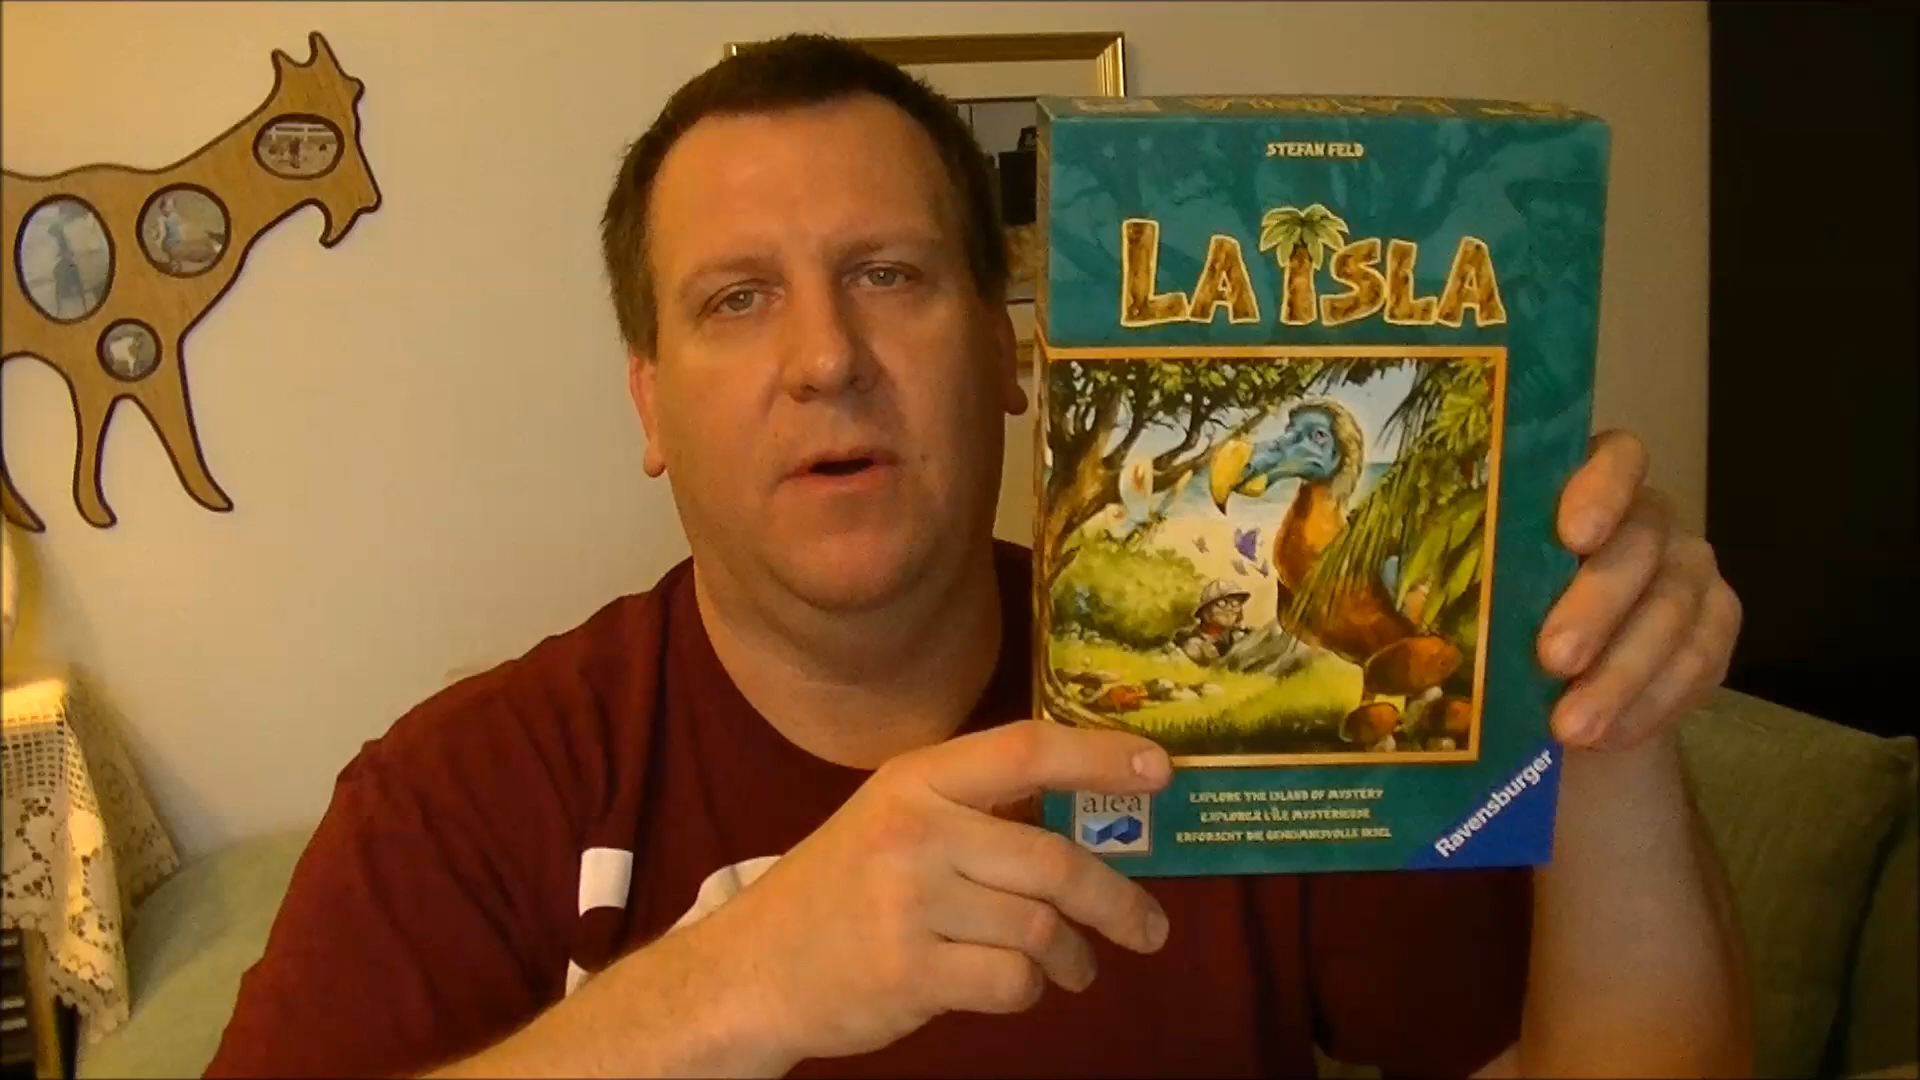 STEFAN FELD
LA ISLA
alea
EXPLORE THE ISLAND OF MYSTERY
EXPLOREZ L'ÎLE MYSTÉRIEUSE
ERFORSCHT DIE GEHEIMNISVOLLE INSEL
Ravensburger